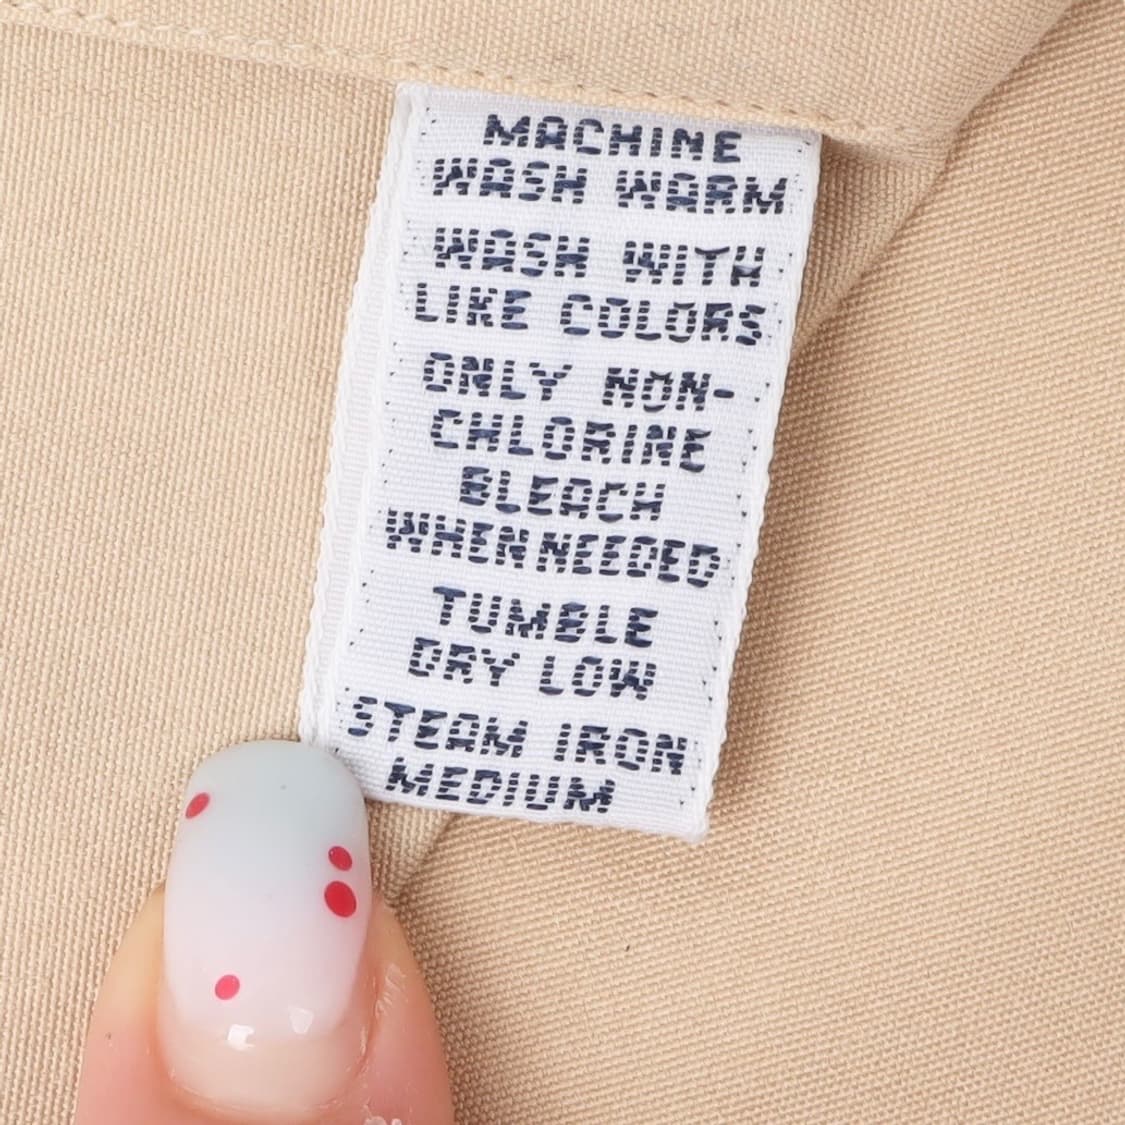 MACHINE
WASH WARM
WASH WITH
LIKE COLORS
ONLY NON-
CHLORINE
BLEACH
WHEN NEEDED
TUMBLE
DRY LOW
STEAM IRON
MEDIUM